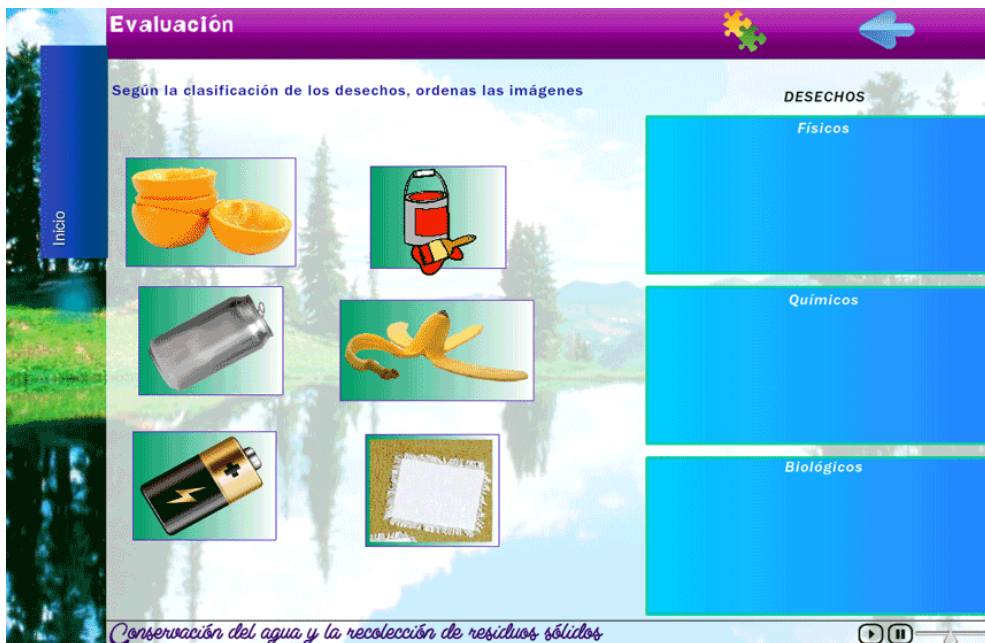 Evaluación
Inicio
Según la clasificación de los desechos, ordenas las imágenes
DESECHOS
Físicos
Químicos
Biológicos
Conservación del agua y la recolección de residuos sólidos